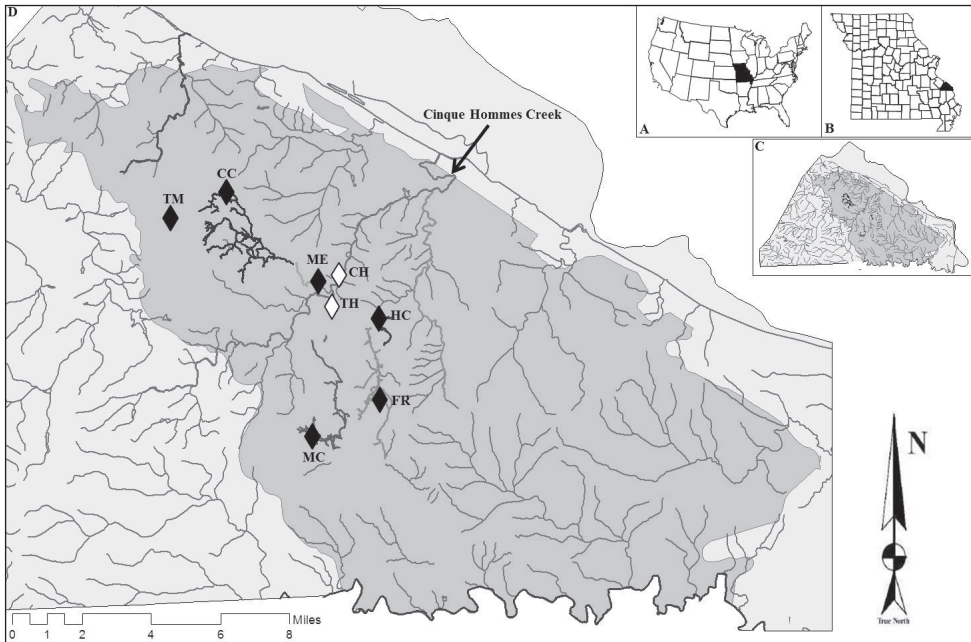 D
A
B
C
Cinque Hommes Creek
CC
TM
ME
CH
TH
HC
FR
MC
N
True North
0 1 2 4 6 8 Miles